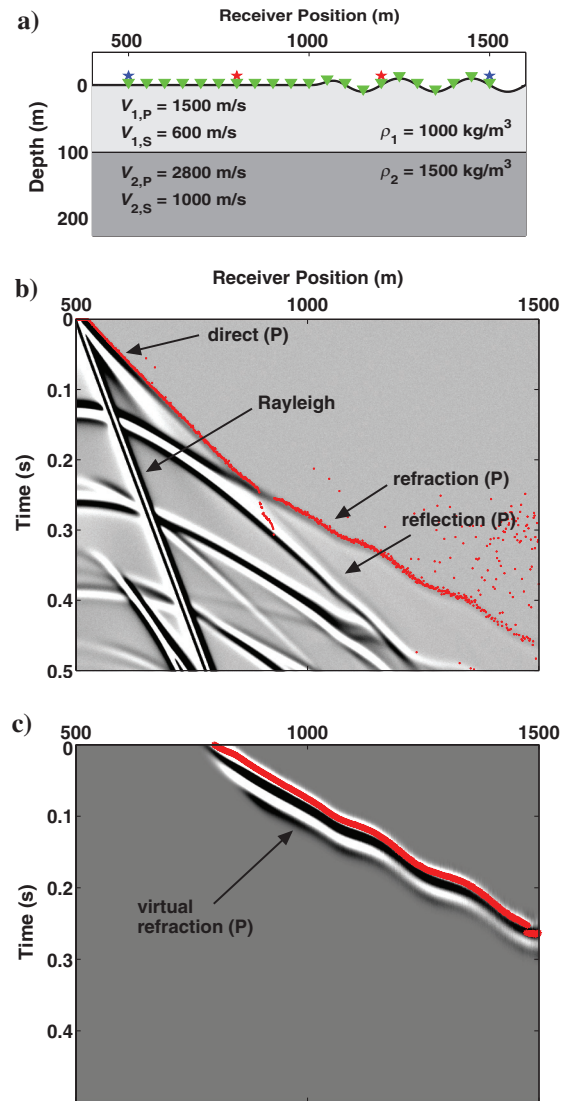 a)
Receiver Position (m)
500 1000 1500
Depth (m)
0
100
200
V1,P = 1500 m/s
V1,S = 600 m/s
ρ1 = 1000 kg/m³
V2,P = 2800 m/s
V2,S = 1000 m/s
ρ2 = 1500 kg/m³
b)
Receiver Position (m)
500 1000 1500
Time (s)
0
0.1
0.2
0.3
0.4
0.5
direct (P)
Rayleigh
refraction (P)
reflection (P)
c)
500 1000 1500
Time (s)
0
0.1
0.2
0.3
0.4
virtual
refraction (P)